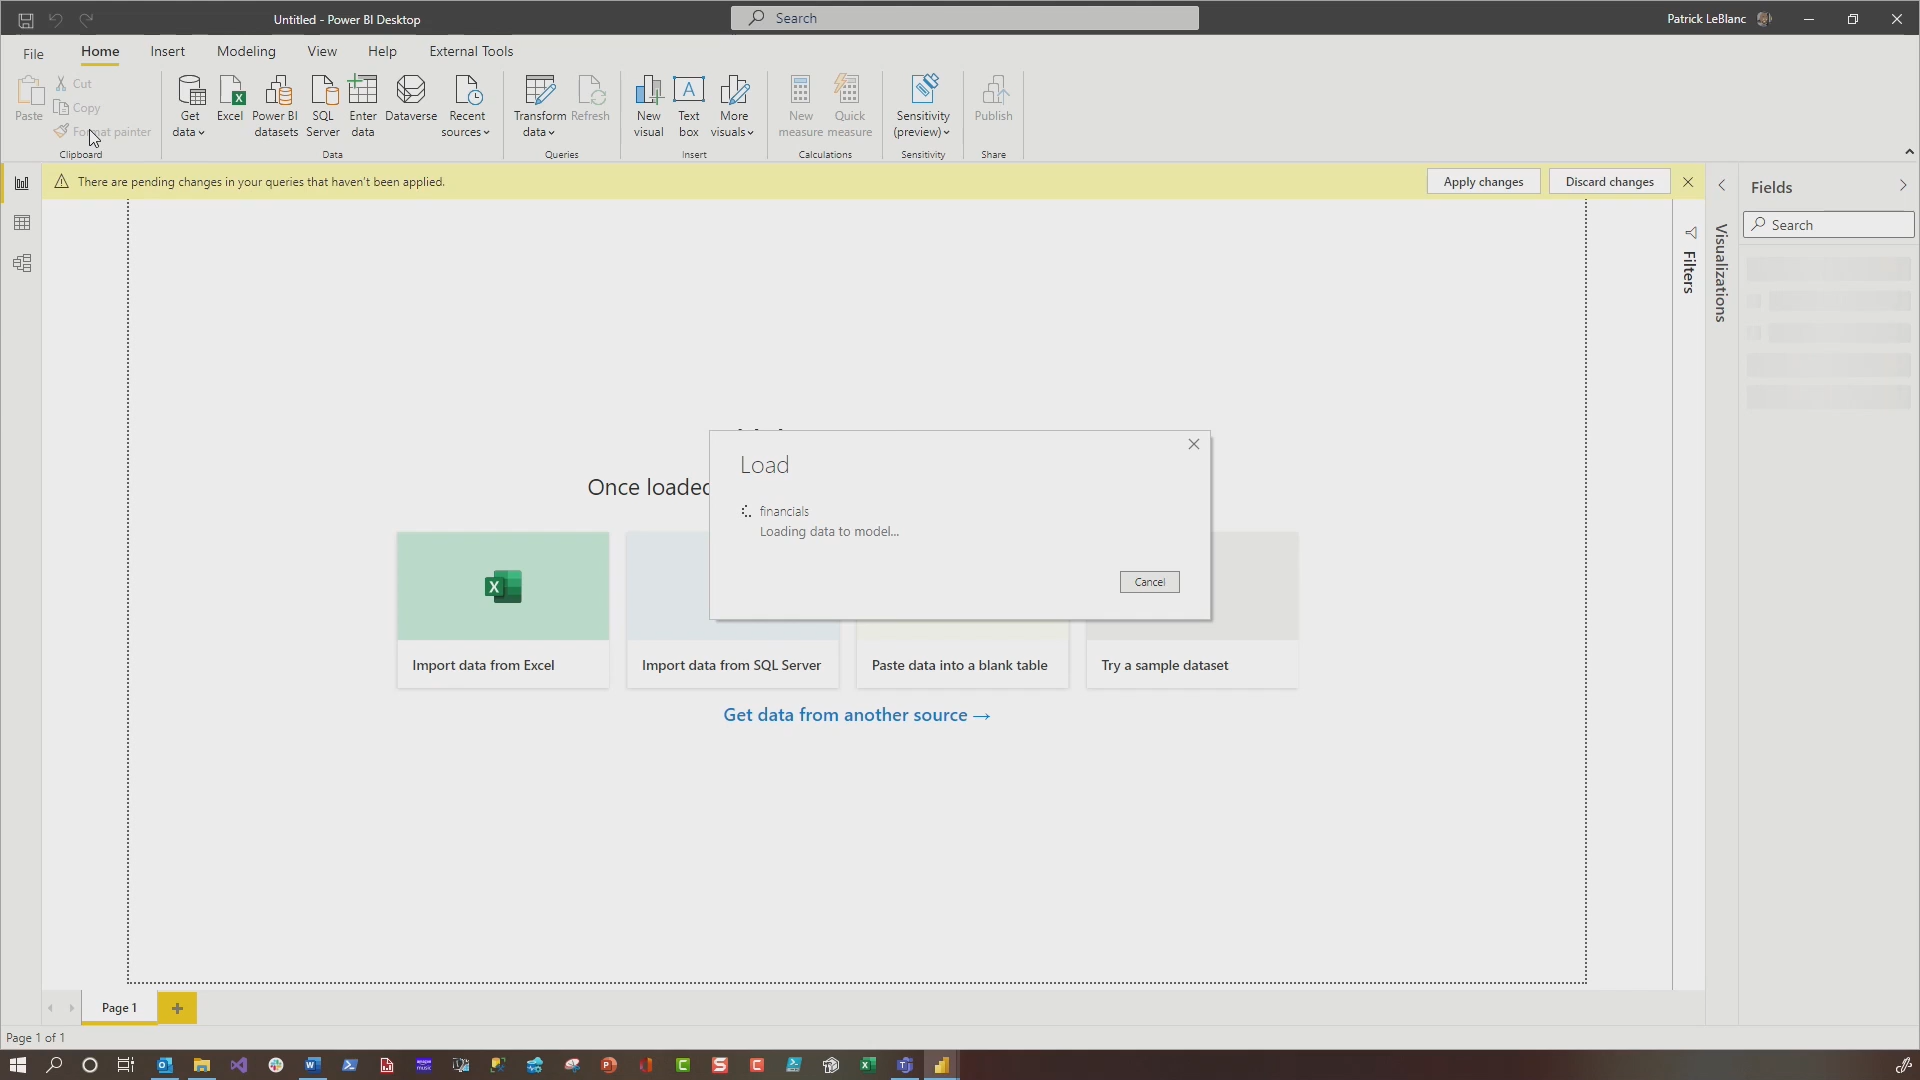 Untitled - Power BI Desktop
Search
Patrick LeBlanc
File
Home
Insert
Modeling
View
Help
External Tools
Paste
Cut
Copy
Format painter
Clipboard
Get data
Excel
Power BI datasets
SQL Server
Enter data
Dataverse
Recent sources
Data
Transform data
Refresh
Queries
New visual
Text box
More visuals
Insert
New measure
Quick measure
Calculations
Sensitivity (preview)
Sensitivity
Publish
Share
There are pending changes in your queries that haven't been applied.
Apply changes
Discard changes
Filters
Visualizations
Fields
Search
Once loaded
Load
financials
Loading data to model...
Cancel
Import data from Excel
Import data from SQL Server
Paste data into a blank table
Try a sample dataset
Get data from another source →
Page 1
Page 1 of 1